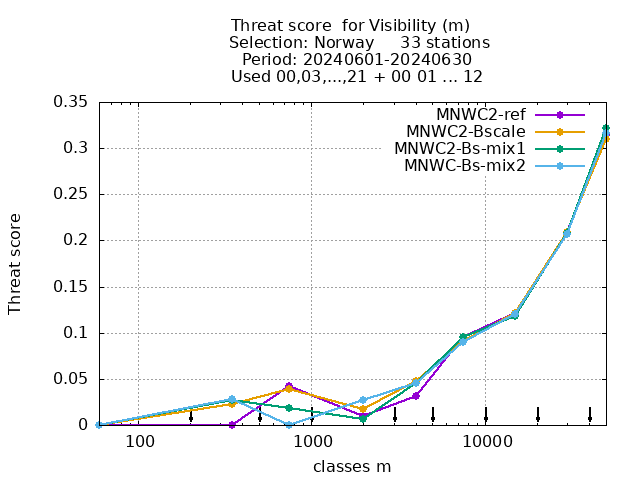 Threat score for Visibility (m)
Selection: Norway 33 stations
Period: 20240601-20240630
Used 00,03,...,21 + 00 01 ... 12
MNWC2-ref
MNWC2-Bscale
MNWC2-Bs-mix1
MNWC-Bs-mix2
Threat score
0.35
0.3
0.25
0.2
0.15
0.1
0.05
0
100 1000 10000
classes m